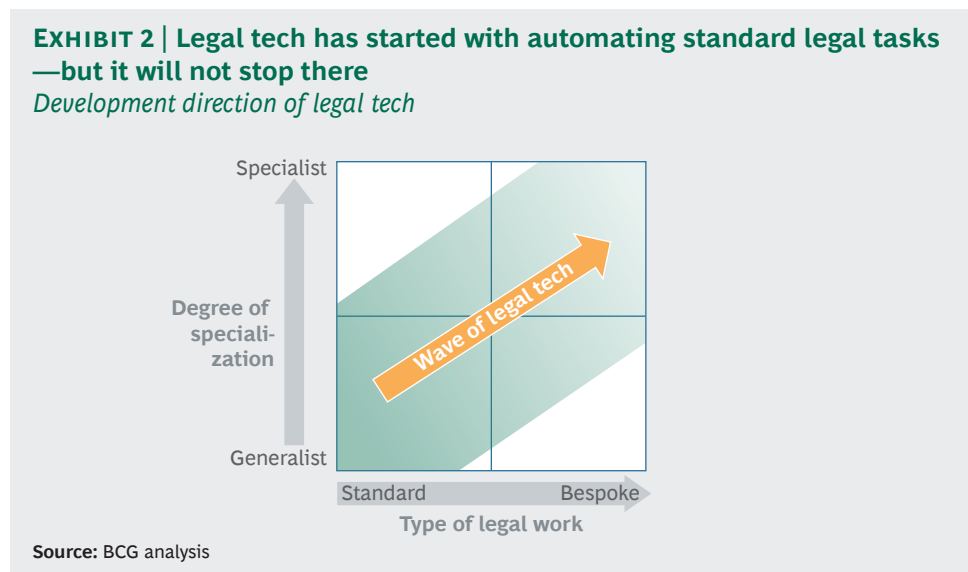 EXHIBIT 2 | Legal tech has started with automating standard legal tasks
—but it will not stop there
Development direction of legal tech
Specialist
Degree of
speciali-
zation
Wave of legal tech
Generalist
Standard
Bespoke
Type of legal work
Source: BCG analysis